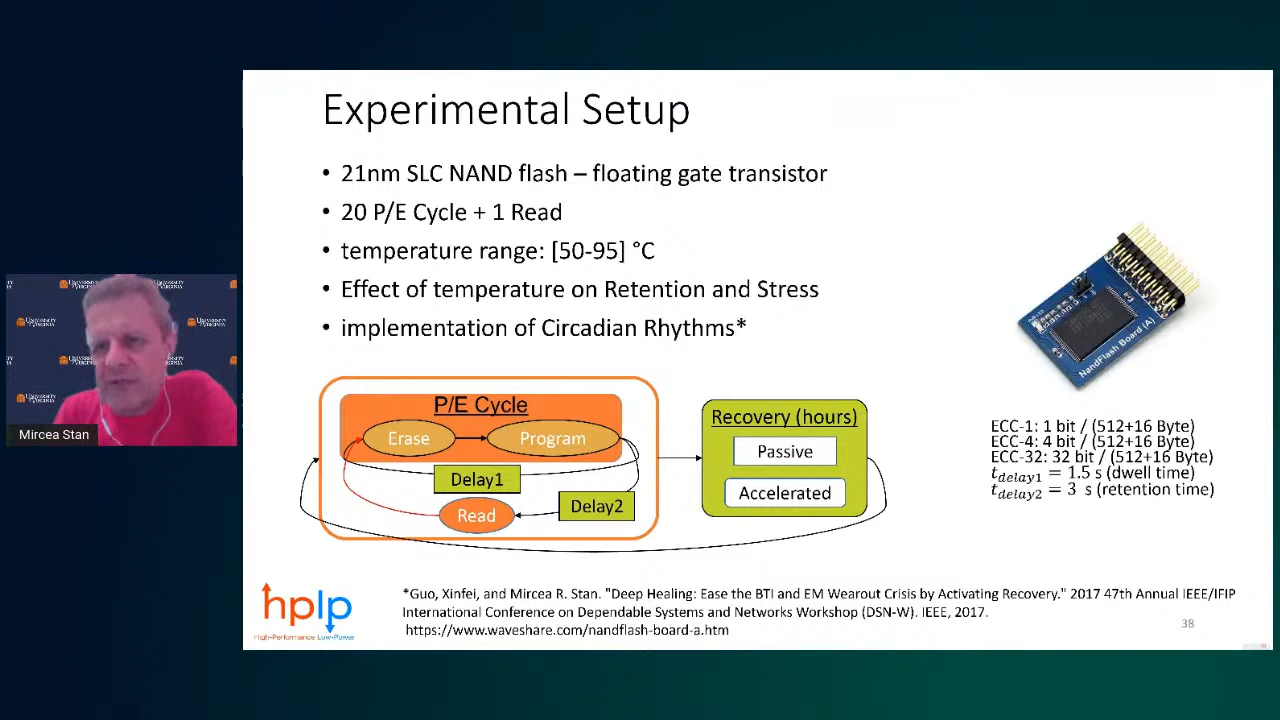 Experimental Setup
• 21nm SLC NAND flash – floating gate transistor
• 20 P/E Cycle + 1 Read
• temperature range: [50-95] °C
• Effect of temperature on Retention and Stress
• implementation of Circadian Rhythms*
P/E Cycle
Erase
Program
Delay1
Delay2
Read
Recovery (hours)
Passive
Accelerated
NandFlash Board (A)
ECC-1: 1 bit / (512+16 Byte)
ECC-4: 4 bit / (512+16 Byte)
ECC-32: 32 bit / (512+16 Byte)
t_delay1 = 1.5 s (dwell time)
t_delay2 = 3 s (retention time)
UNIVERSITY of VIRGINIA
Mircea Stan
hplp
High-Performance Low-Power
*Guo, Xinfei, and Mircea R. Stan. "Deep Healing: Ease the BTI and EM Wearout Crisis by Activating Recovery." 2017 47th Annual IEEE/IFIP
International Conference on Dependable Systems and Networks Workshop (DSN-W). IEEE, 2017.
https://www.waveshare.com/nandflash-board-a.htm
38